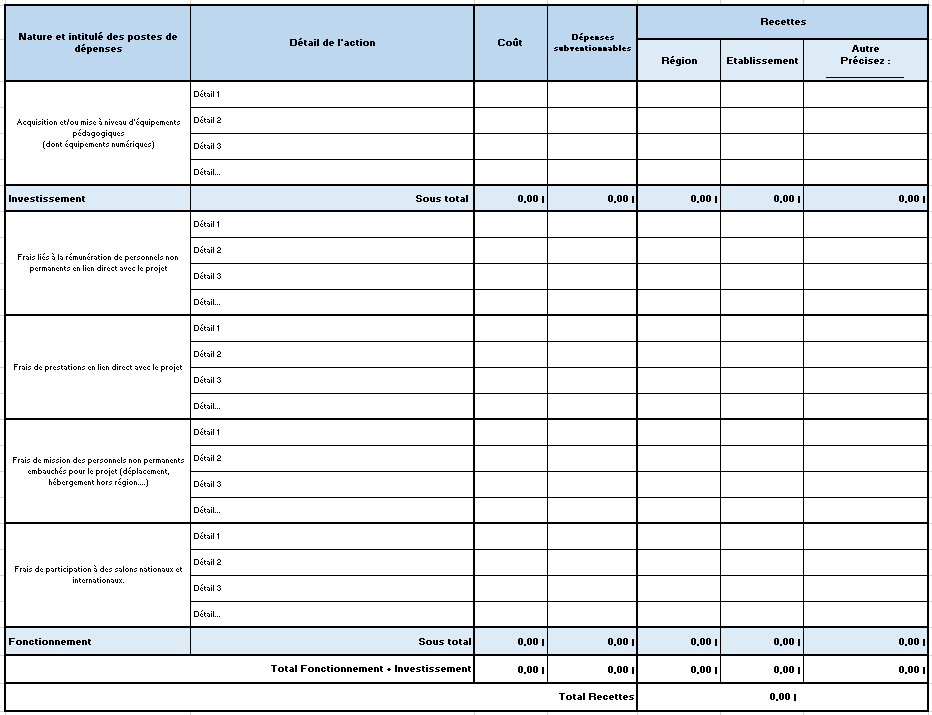 Nature et intitulé des postes de
dépenses
Détail de l'action
Coût
Dépenses
subventionnables
Recettes
Région
Etablissement
Autre
Précisez :
Acquisition et/ou mise à niveau d'équipements
pédagogiques
(dont équipements numériques)
Détail 1
Détail 2
Détail 3
Détail...
Investissement Sous total 0,00 | 0,00 | 0,00 | 0,00 | 0,00 |
Frais liés à la rémunération de personnels non
permanents en lien direct avec le projet
Détail 1
Détail 2
Détail 3
Détail...
Frais de prestations en lien direct avec le projet
Détail 1
Détail 2
Détail 3
Détail...
Frais de mission des personnels non permanents
embauchés pour le projet (déplacement,
hébergement hors région....)
Détail 1
Détail 2
Détail 3
Détail...
Frais de participation à des salons nationaux et
internationaux.
Détail 1
Détail 2
Détail 3
Détail...
Fonctionnement Sous total 0,00 | 0,00 | 0,00 | 0,00 | 0,00 |
Total Fonctionnement + Investissement 0,00 | 0,00 | 0,00 | 0,00 | 0,00 |
Total Recettes 0,00 |